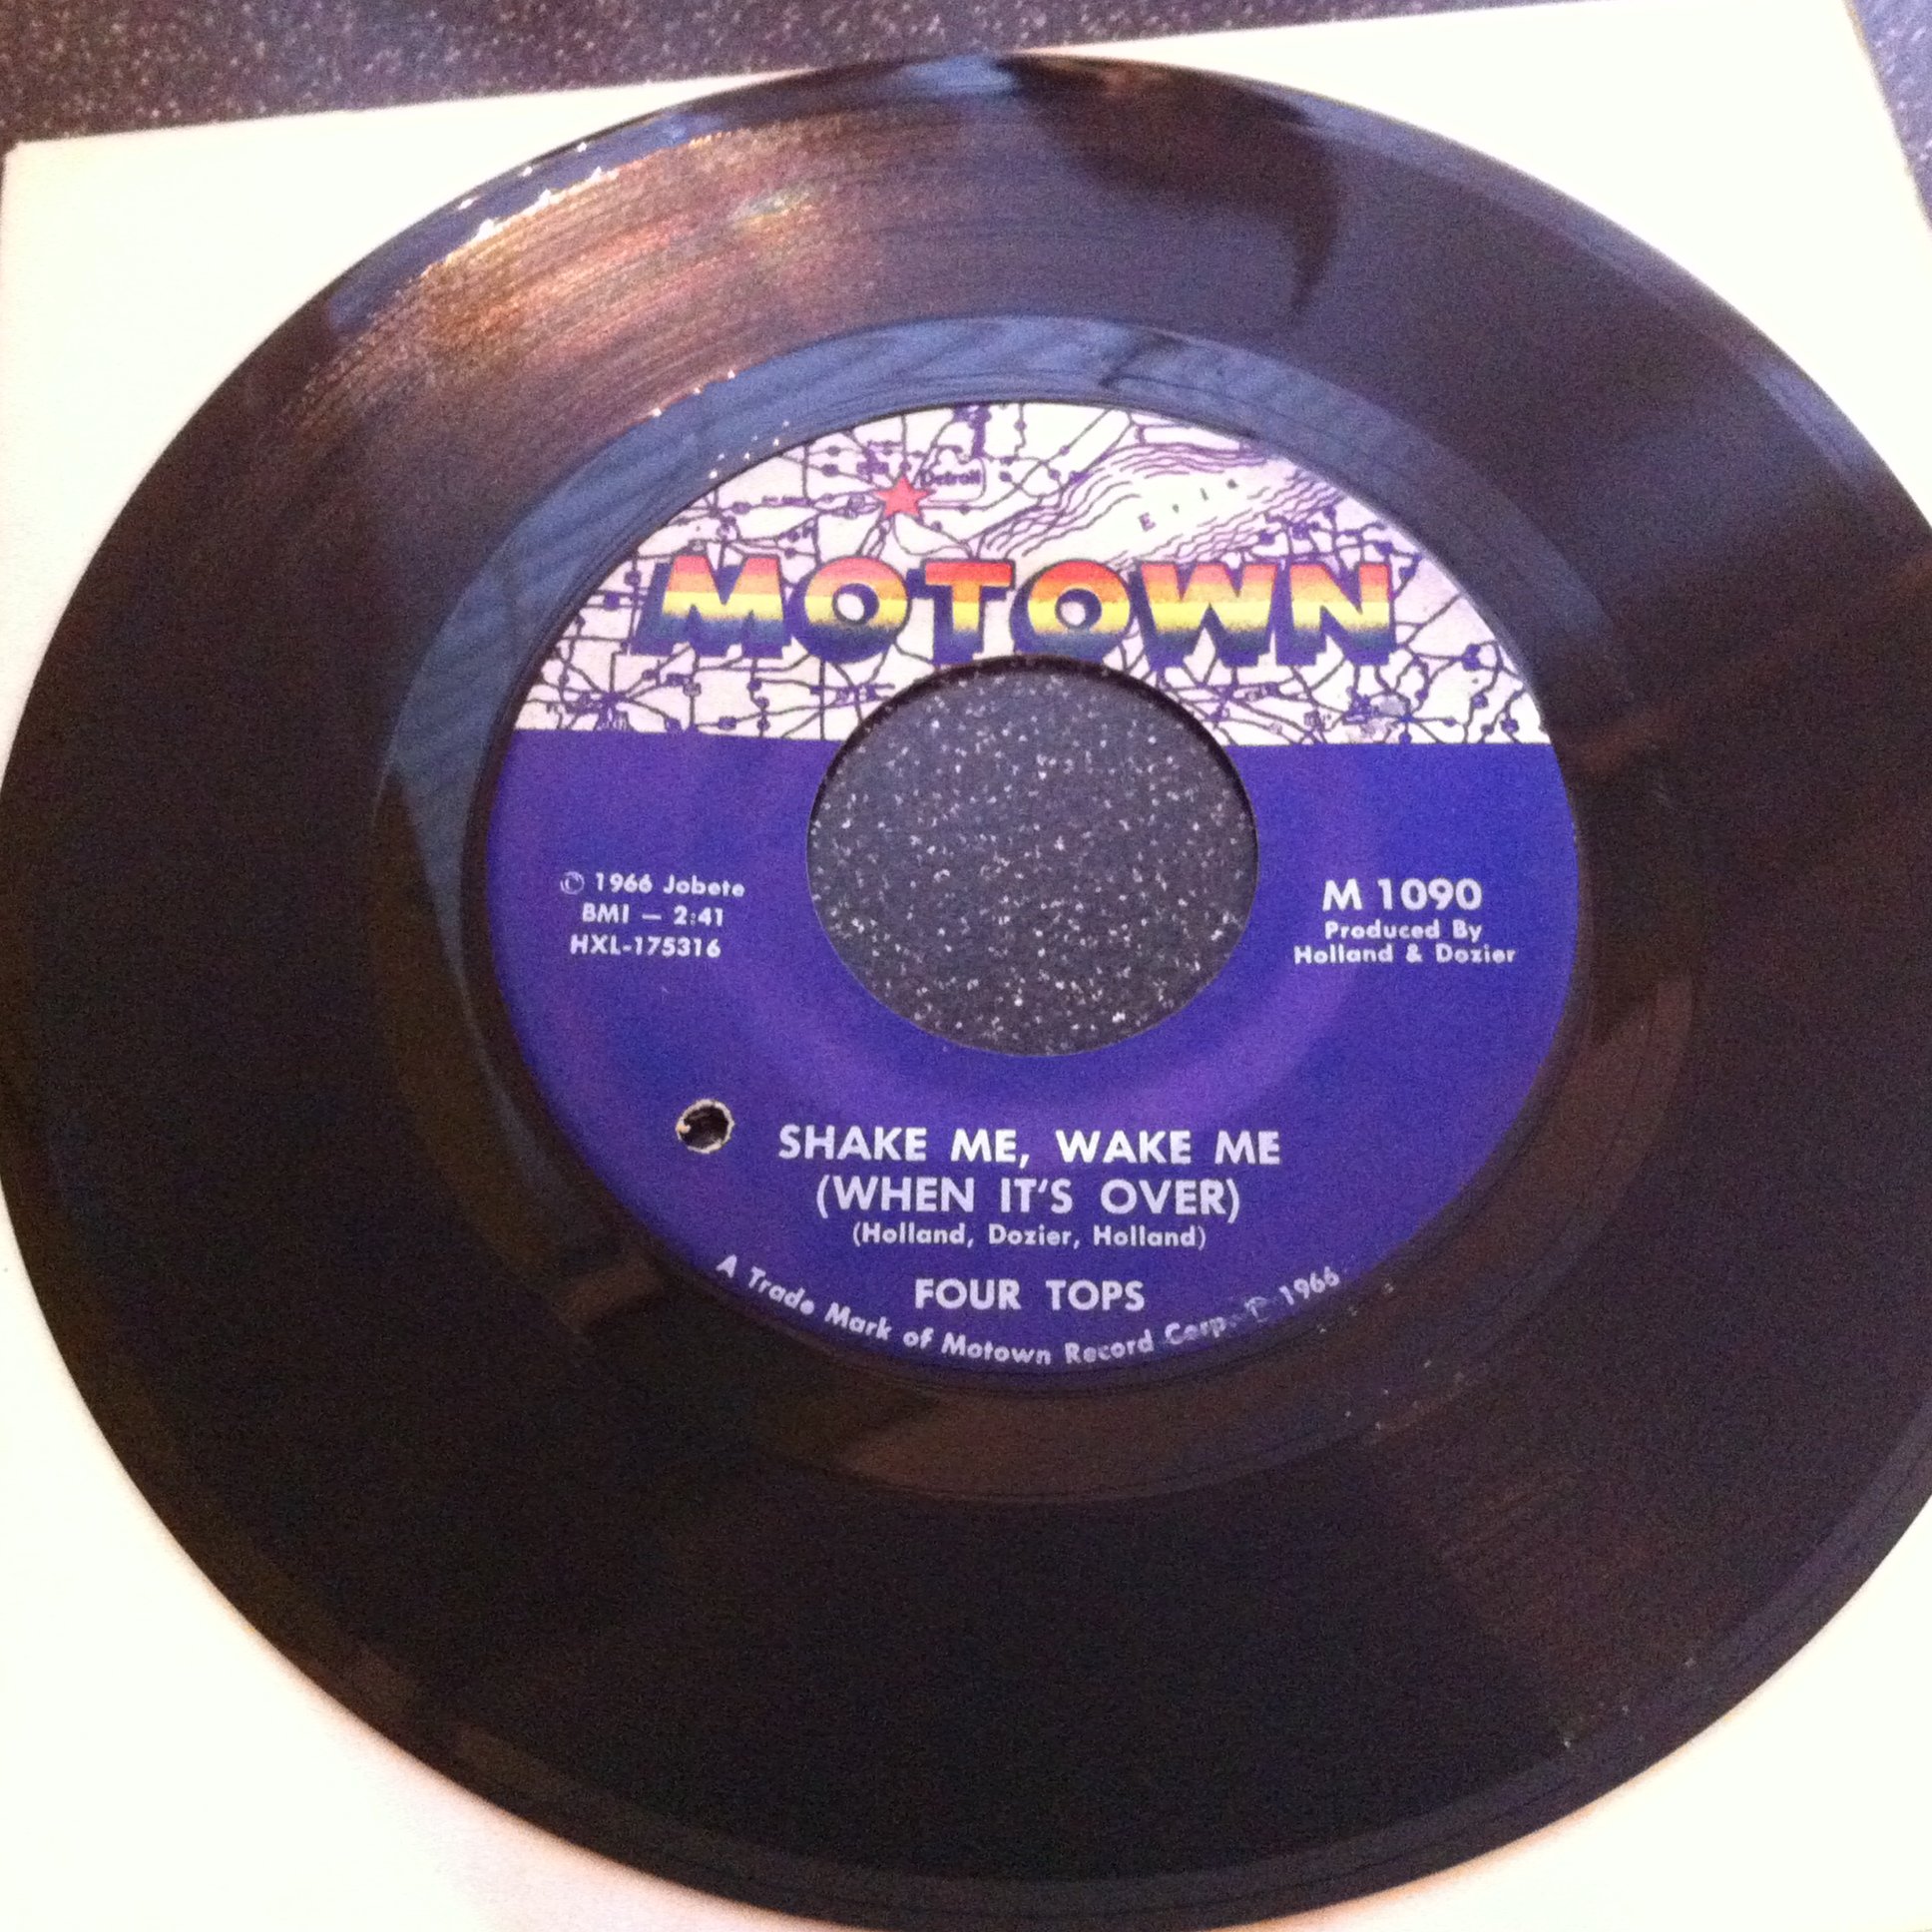 Detroit
E r i e
MOTOWN
© 1966 Jobete
BMI — 2:41
HXL-175316
M 1090
Produced By
Holland & Dozier
SHAKE ME, WAKE ME
(WHEN IT'S OVER)
(Holland, Dozier, Holland)
FOUR TOPS
A Trade Mark of Motown Record Corp. ℗ 1966